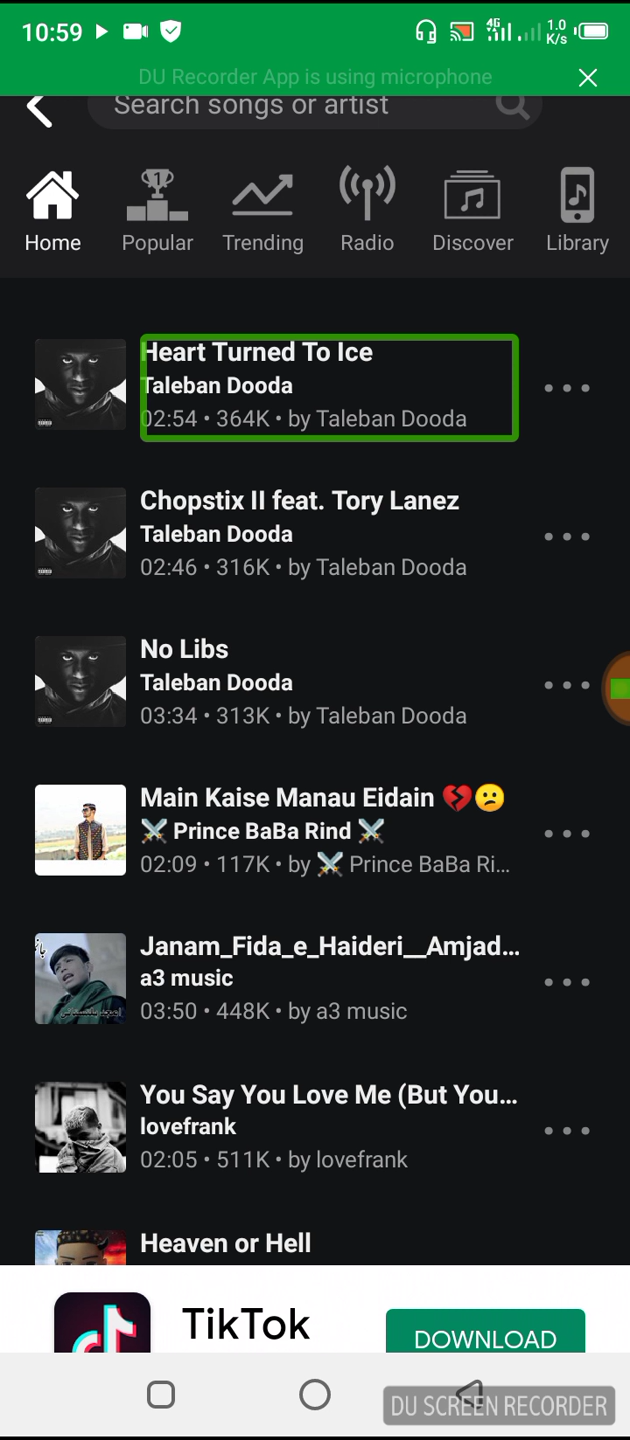 10:59
4G
1.0
K/s
DU Recorder App is using microphone
Search songs or artist
1
Home
Popular
Trending
Radio
Discover
Library
Heart Turned To Ice
Taleban Dooda
02:54 • 364K • by Taleban Dooda
Chopstix II feat. Tory Lanez
Taleban Dooda
02:46 • 316K • by Taleban Dooda
No Libs
Taleban Dooda
03:34 • 313K • by Taleban Dooda
Main Kaise Manau Eidain 💔😕
⚔️ Prince BaBa Rind ⚔️
02:09 • 117K • by ⚔️ Prince BaBa Ri...
Janam_Fida_e_Haideri__Amjad...
a3 music
03:50 • 448K • by a3 music
You Say You Love Me (But You...
lovefrank
02:05 • 511K • by lovefrank
Heaven or Hell
TikTok
DOWNLOAD
DU SCREEN RECORDER